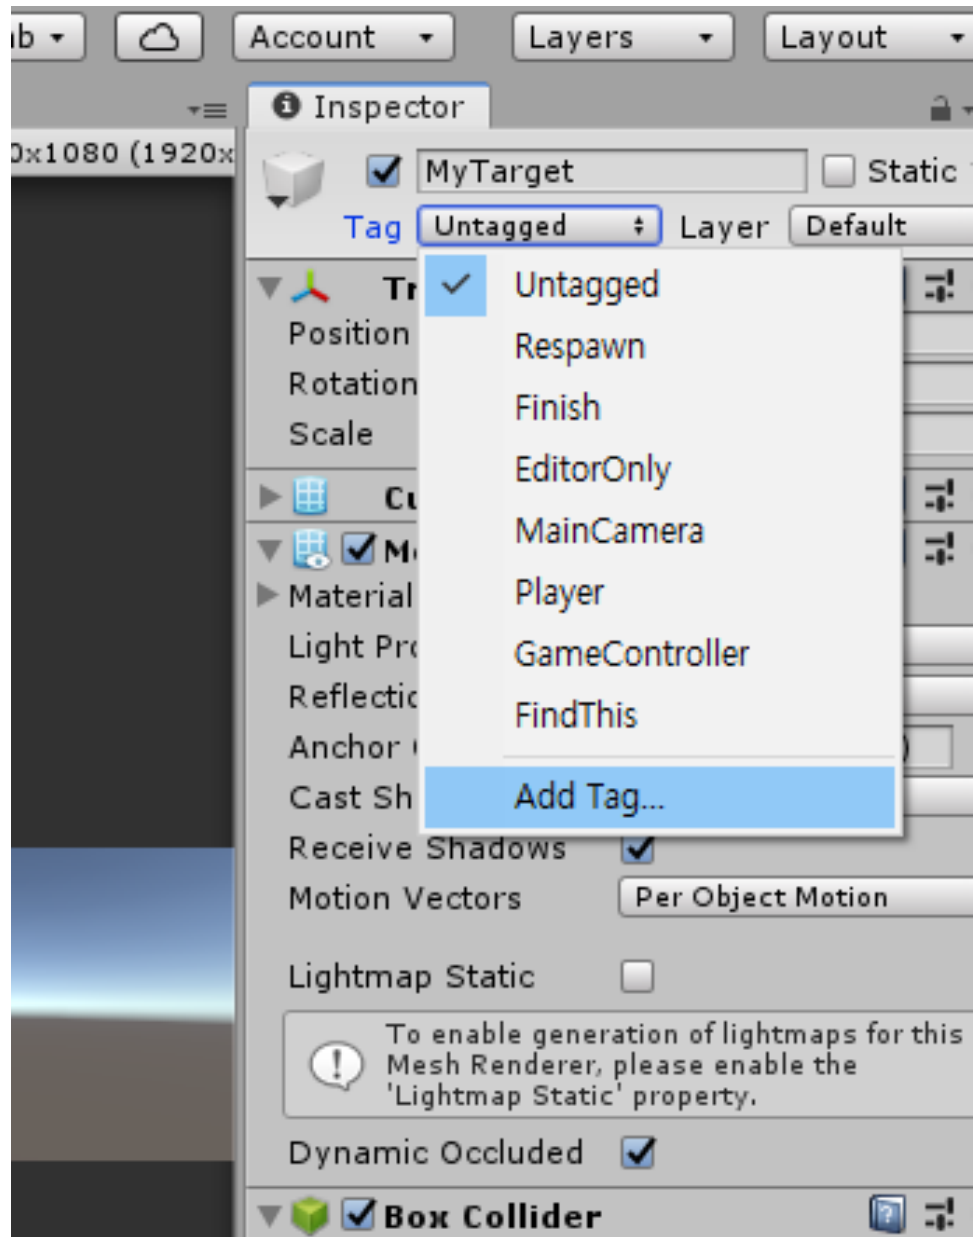 Account Layers Layout
Inspector
1080 (1920x
MyTarget Static
Tag Untagged Layer Default
Untagged
Position
Respawn
Rotation
Finish
Scale
EditorOnly
MainCamera
Material
Player
Light
GameController
FindThis
Anchor
Cast Sh
Add Tag...
Receive Shadows
Motion Vectors Per Object Motion
Lightmap Static
To enable generation of lightmaps for this
Mesh Renderer, please enable the
'Lightmap Static' property.
Dynamic Occluded
Box Collider